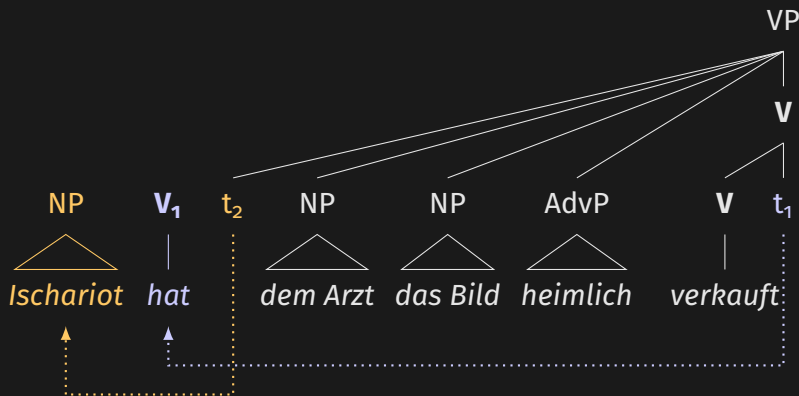 VP
V
NP V₁ t₂ NP NP AdvP V t₁
Ischariot hat dem Arzt das Bild heimlich verkauft